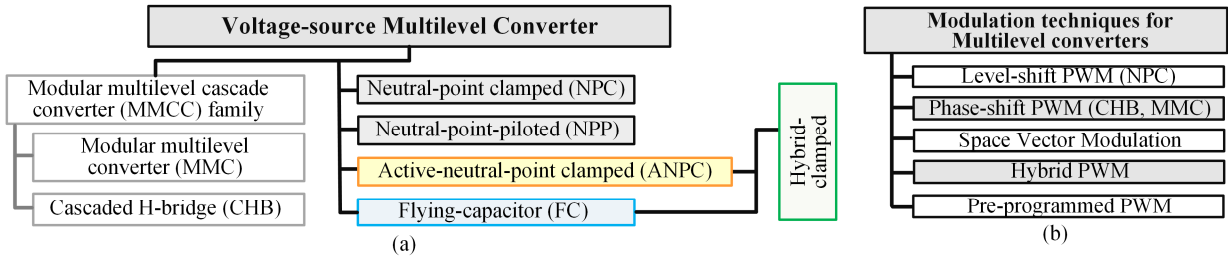 Voltage-source Multilevel Converter
Modular multilevel cascade
converter (MMCC) family
Modular multilevel
converter (MMC)
Cascaded H-bridge (CHB)
Neutral-point clamped (NPC)
Neutral-point-piloted (NPP)
Active-neutral-point clamped (ANPC)
Flying-capacitor (FC)
Hybrid-
clamped
(a)
Modulation techniques for
Multilevel converters
Level-shift PWM (NPC)
Phase-shift PWM (CHB, MMC)
Space Vector Modulation
Hybrid PWM
Pre-programmed PWM
(b)